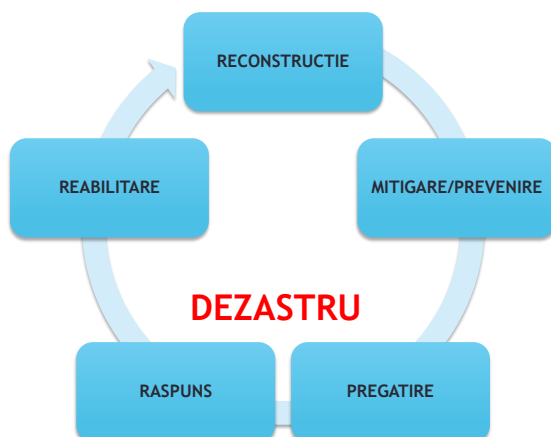 RECONSTRUCTIE
REABILITARE
MITIGARE/PREVENIRE
DEZASTRU
RASPUNS
PREGATIRE